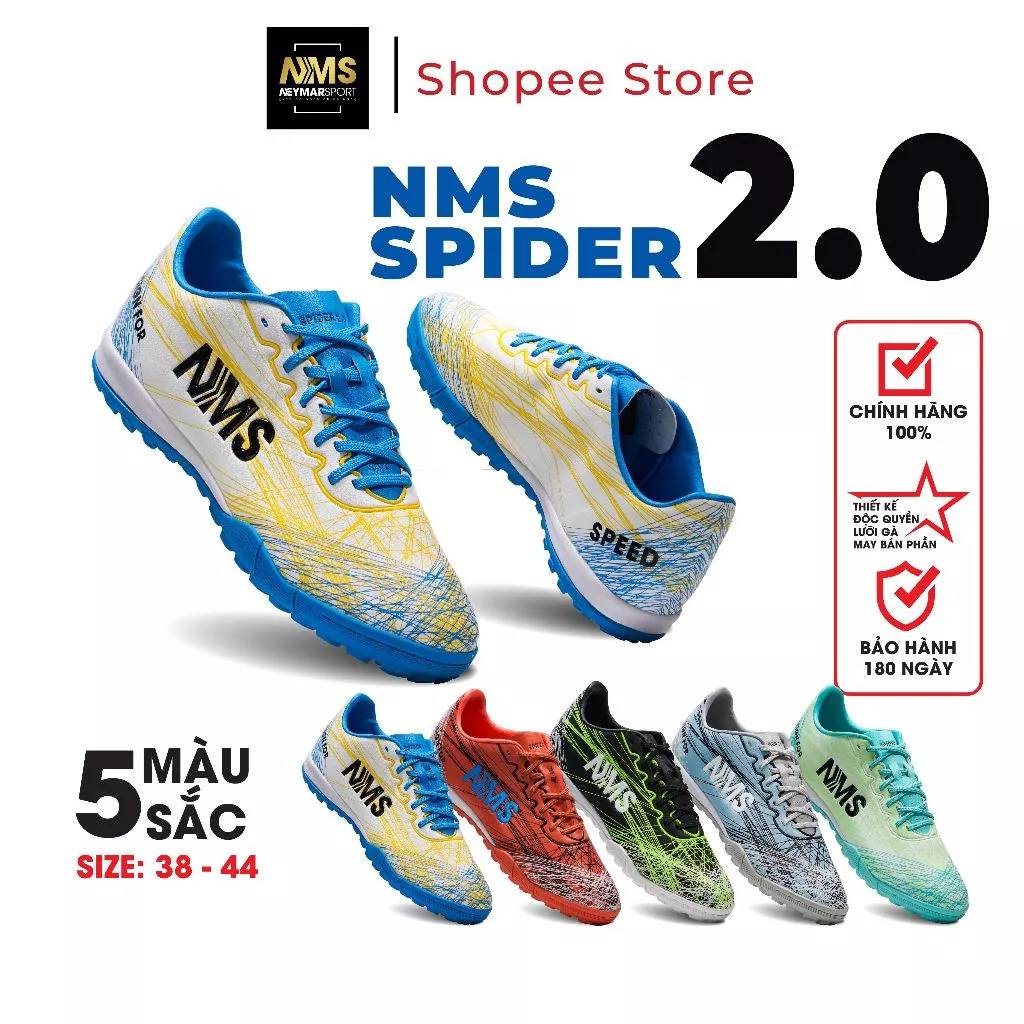 NMS
NEYMARSPORT
Shopee Store
NMS
SPIDER
2.0
SPIDER
NMS
SPEED
CHÍNH HÃNG
100%
THIẾT KẾ
ĐỘC QUYỀN
LƯỠI GÀ
MAY BÁN PHẦN
BẢO HÀNH
180 NGÀY
5 MÀU
SẮC
SIZE: 38 - 44
NMS
NMS
NMS
NMS
NMS